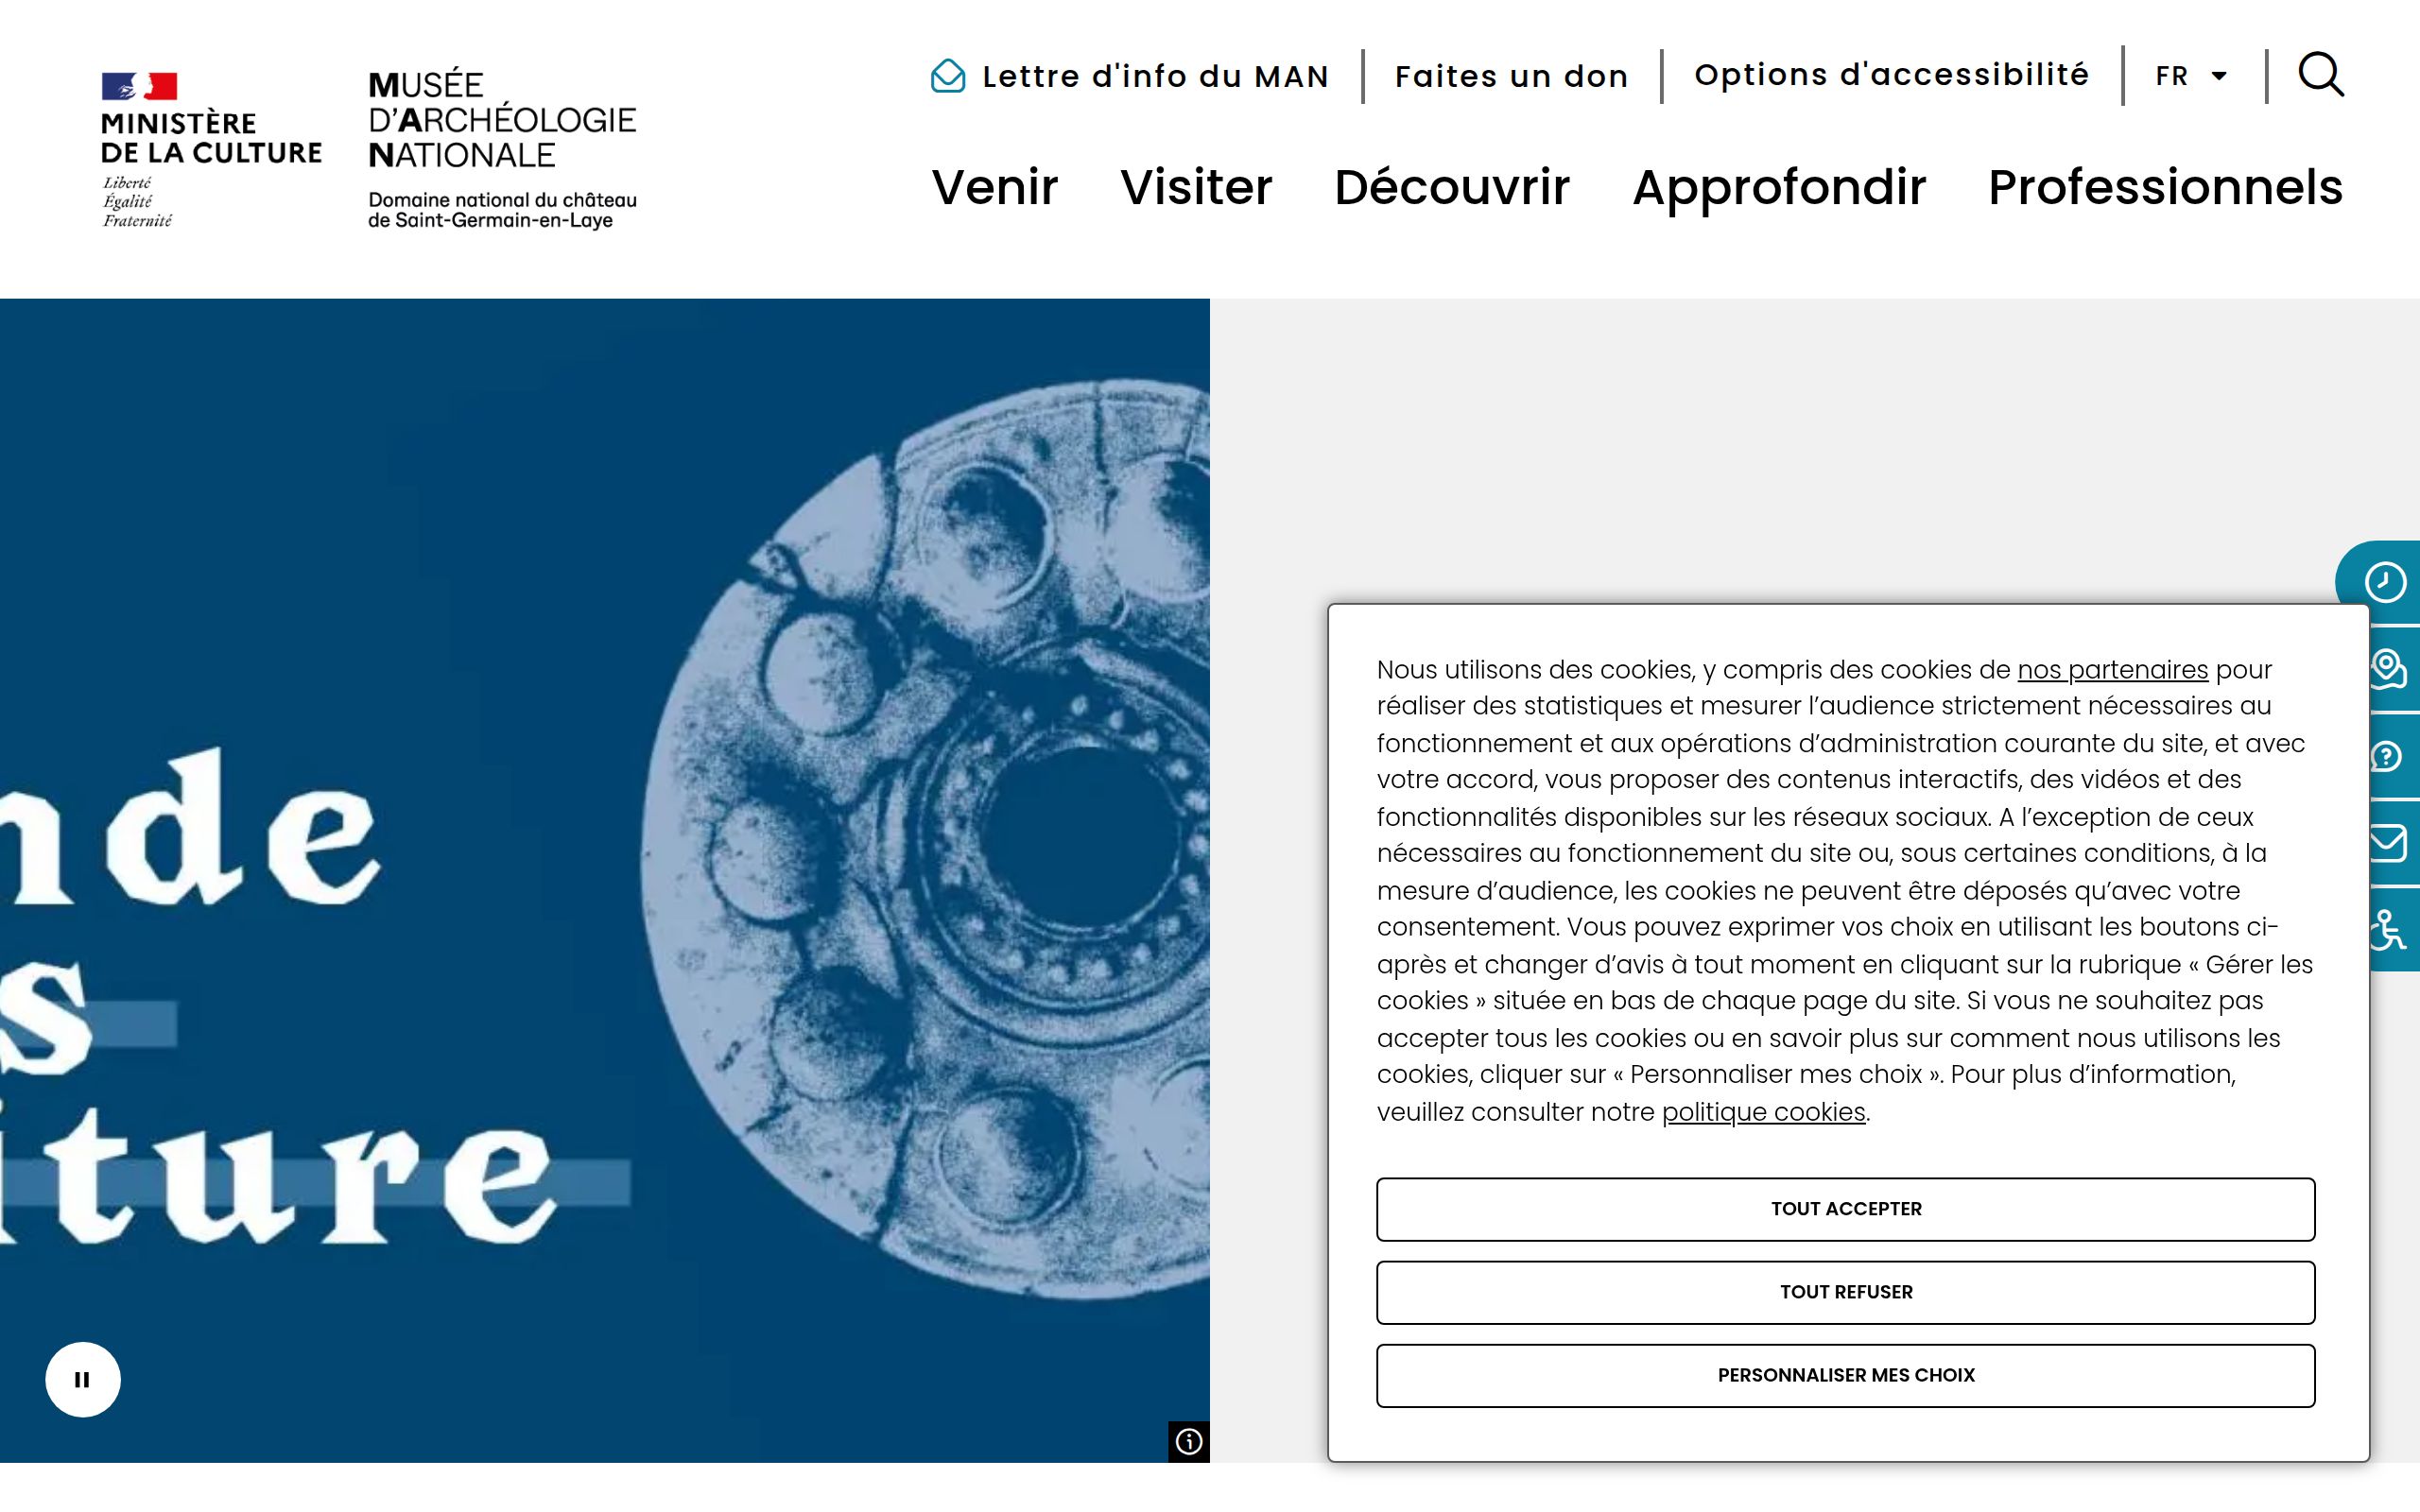 MINISTÈRE
DE LA CULTURE
Liberté
Égalité
Fraternité
MUSÉE
D'ARCHÉOLOGIE
NATIONALE
Domaine national du château
de Saint-Germain-en-Laye
Lettre d'info du MAN
Faites un don
Options d'accessibilité
FR
Venir
Visiter
Découvrir
Approfondir
Professionnels
nde
s
iture
Nous utilisons des cookies, y compris des cookies de nos partenaires pour
réaliser des statistiques et mesurer l’audience strictement nécessaires au
fonctionnement et aux opérations d’administration courante du site, et avec
votre accord, vous proposer des contenus interactifs, des vidéos et des
fonctionnalités disponibles sur les réseaux sociaux. A l’exception de ceux
nécessaires au fonctionnement du site ou, sous certaines conditions, à la
mesure d’audience, les cookies ne peuvent être déposés qu’avec votre
consentement. Vous pouvez exprimer vos choix en utilisant les boutons ci-
après et changer d’avis à tout moment en cliquant sur la rubrique « Gérer les
cookies » située en bas de chaque page du site. Si vous ne souhaitez pas
accepter tous les cookies ou en savoir plus sur comment nous utilisons les
cookies, cliquer sur « Personnaliser mes choix ». Pour plus d’information,
veuillez consulter notre politique cookies.
TOUT ACCEPTER
TOUT REFUSER
PERSONNALISER MES CHOIX